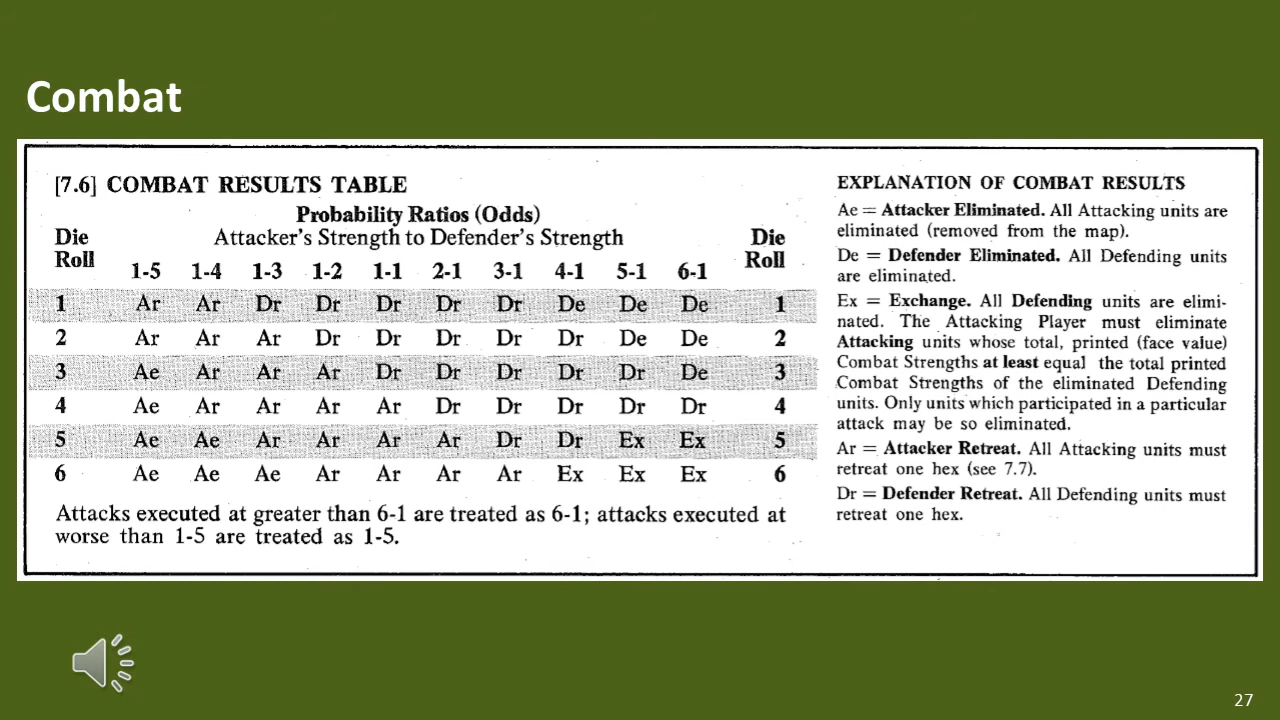 Combat
[7.6] COMBAT RESULTS TABLE
Probability Ratios (Odds)
Die Roll Attacker's Strength to Defender's Strength Die Roll
1-5 1-4 1-3 1-2 1-1 2-1 3-1 4-1 5-1 6-1
1 Ar Ar Dr Dr Dr Dr Dr De De De 1
2 Ar Ar Ar Dr Dr Dr Dr Dr De De 2
3 Ae Ar Ar Ar Dr Dr Dr Dr Dr De 3
4 Ae Ar Ar Ar Ar Dr Dr Dr Dr Dr 4
5 Ae Ae Ar Ar Ar Ar Dr Dr Ex Ex 5
6 Ae Ae Ae Ar Ar Ar Ar Ex Ex Ex 6
Attacks executed at greater than 6-1 are treated as 6-1; attacks executed at
worse than 1-5 are treated as 1-5.
EXPLANATION OF COMBAT RESULTS
Ae = Attacker Eliminated. All Attacking units are
eliminated (removed from the map).
De = Defender Eliminated. All Defending units
are eliminated.
Ex = Exchange. All Defending units are elimi-
nated. The Attacking Player must eliminate
Attacking units whose total, printed (face value)
Combat Strengths at least equal the total printed
Combat Strengths of the eliminated Defending
units. Only units which participated in a particular
attack may be so eliminated.
Ar = Attacker Retreat. All Attacking units must
retreat one hex (see 7.7).
Dr = Defender Retreat. All Defending units must
retreat one hex.
27